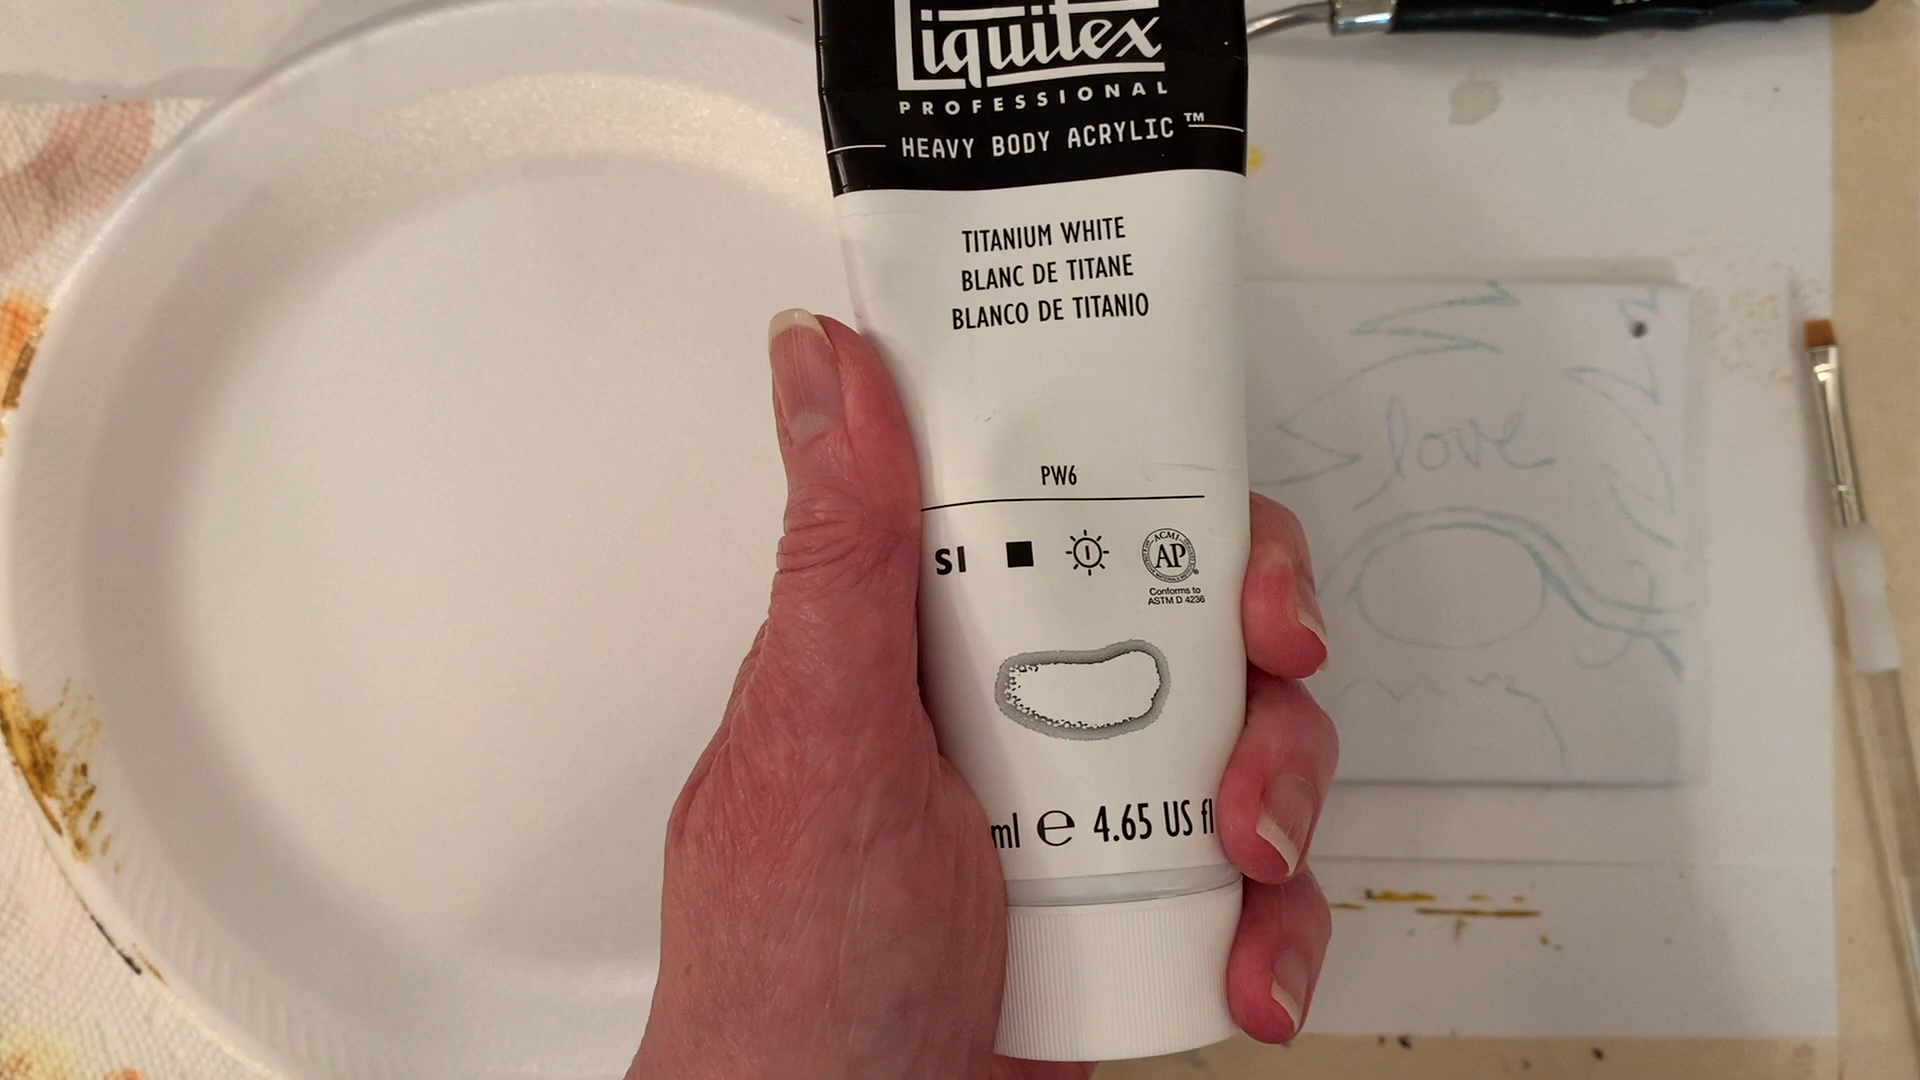 Liquitex
PROFESSIONAL
HEAVY BODY ACRYLIC™
TITANIUM WHITE
BLANC DE TITANE
BLANCO DE TITANIO
PW6
S1
I
ACMI
AP
®
Conforms to
ASTM D 4236
ml e 4.65 US fl
love